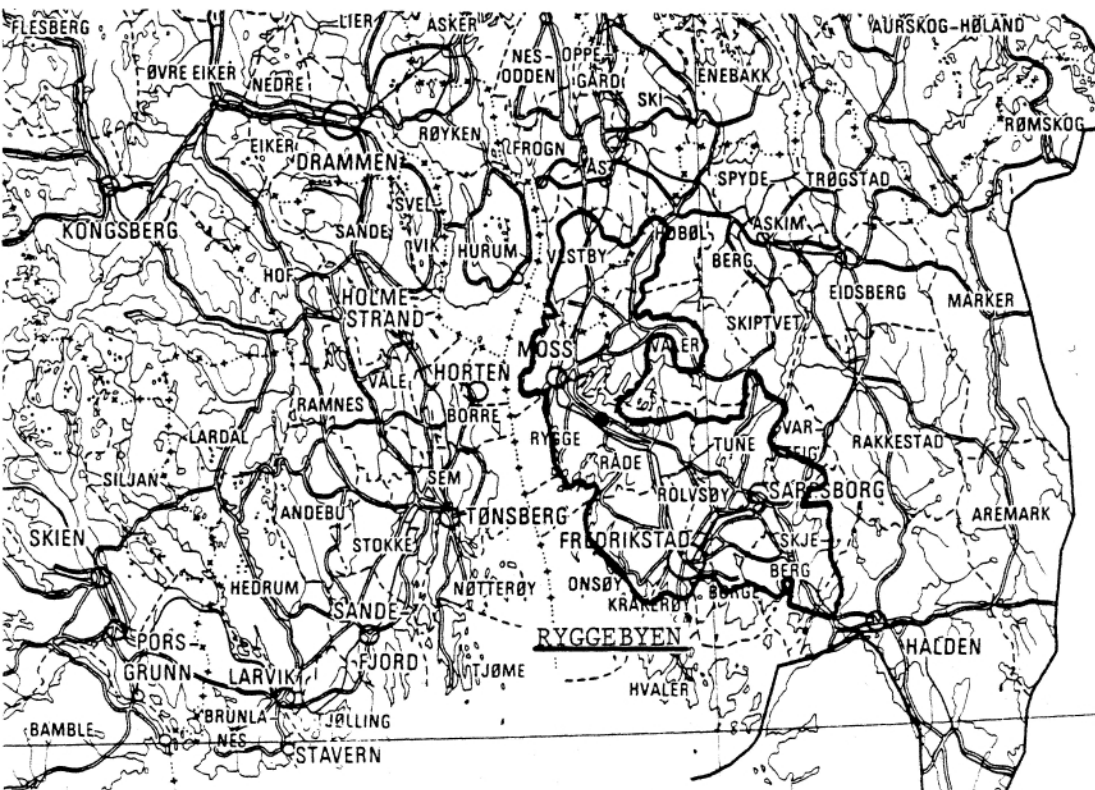 FLESBERG
LIER
ASKER
NES-
ODDEN
OPPE-
GÅRD
AURSKOG-HØLAND
ØVRE EIKER
NEDRE
EIKER
ENEBAKK
SKI
RØYKEN
FROGN
RØMSKOG
DRAMMEN
ÅS
SPYDE-
BERG
TRØGSTAD
KONGSBERG
SVEL-
VIK
SANDE
HURUM
VESTBY
HOBØL
ASKIM
HOF
HOLME-
STRAND
EIDSBERG
MARKER
SKIPTVET
MOSS
VÅLER
HORTEN
VÅLE
RAMNES
BORRE
LARDAL
RYGGE
TUNE
VAR-
TEIG
RAKKESTAD
SILJAN
SEM
RÅDE
ROLVSØY
SARPSBORG
ANDEBU
TØNSBERG
AREMARK
SKIEN
STOKKE
FREDRIKSTAD
SKJE-
BERG
HEDRUM
NØTTERØY
ONSØY
KRÅKERØY
BORGE
SANDE-
FJORD
RYGGEBYEN
PORS-
GRUNN
HALDEN
LARVIK
TJØME
HVALER
BAMBLE
BRUNLA-
NES
TJØLLING
STAVERN